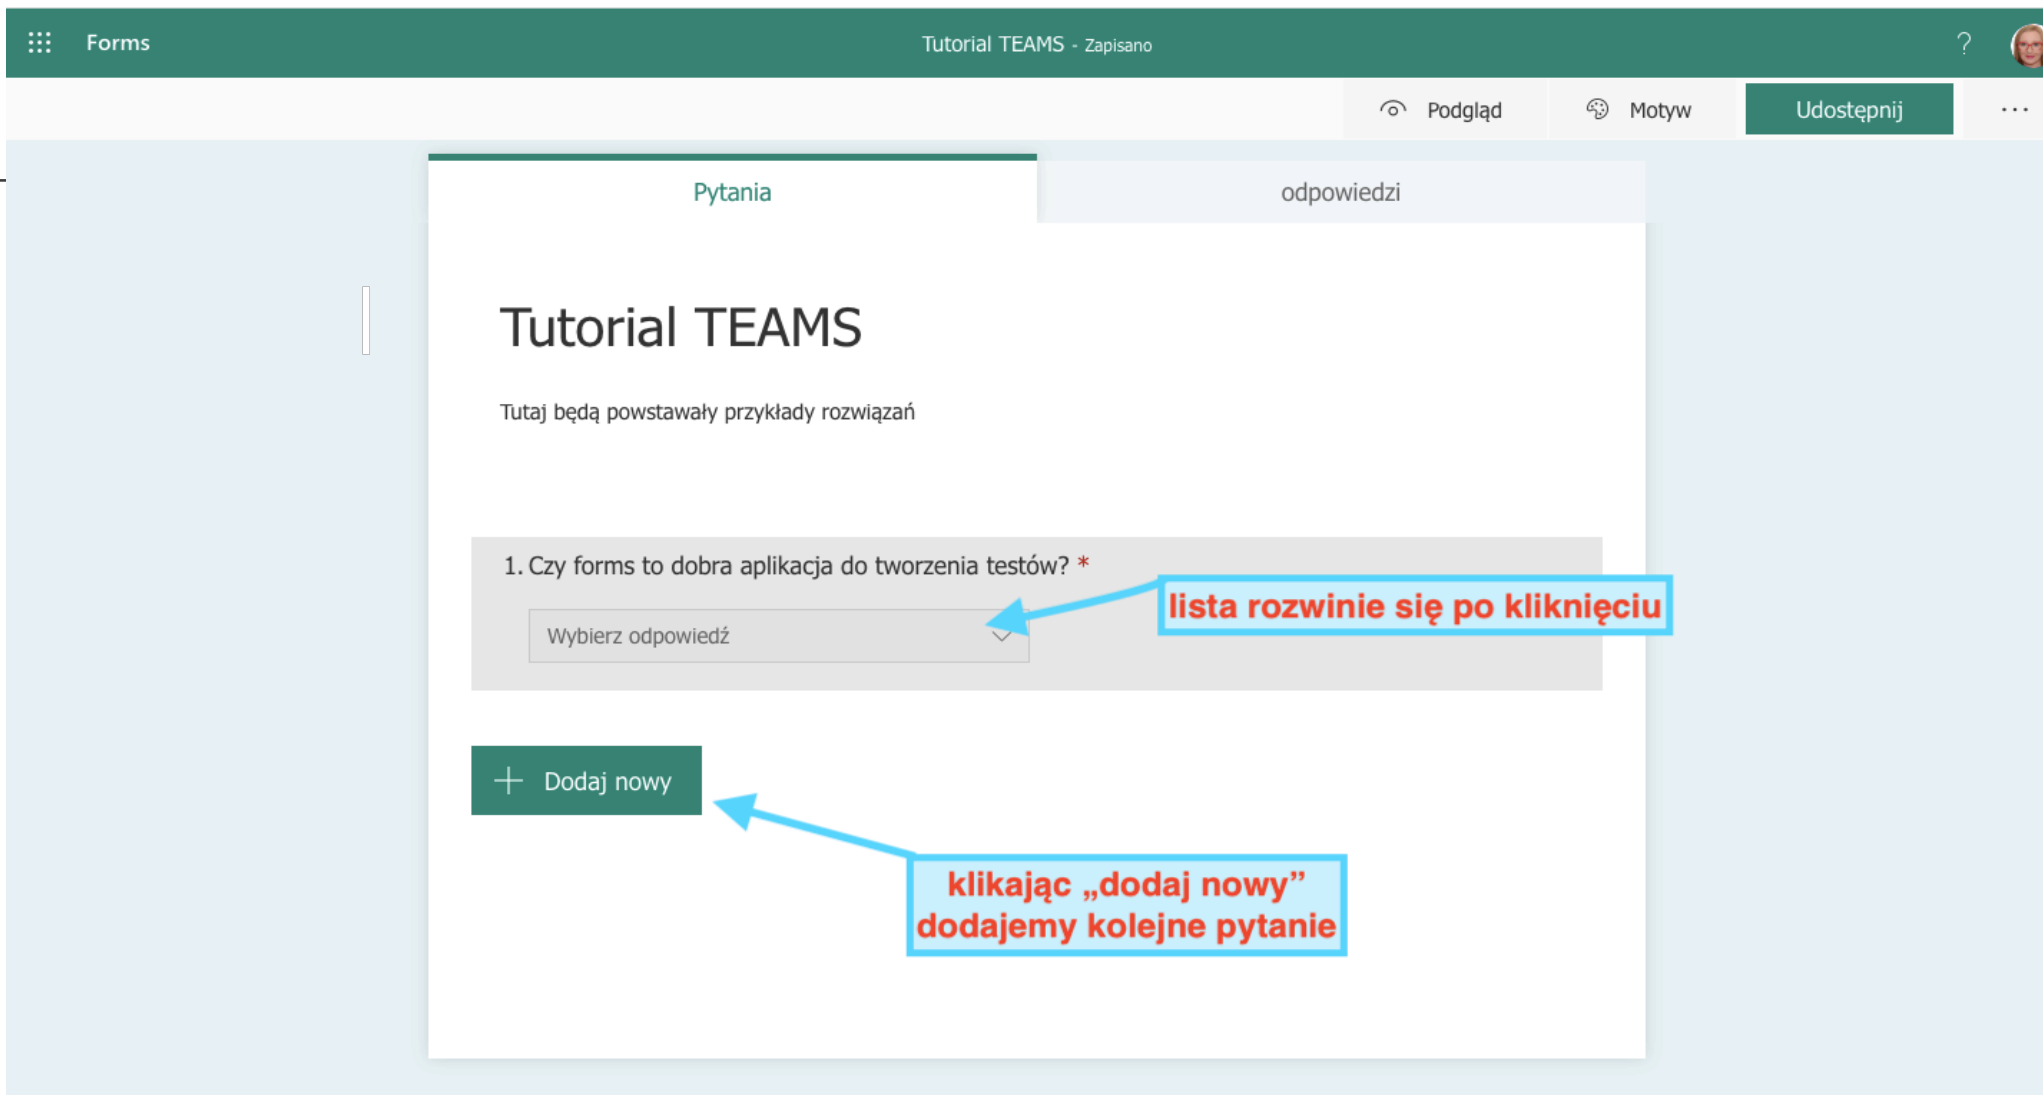 Forms
Tutorial TEAMS - Zapisano
?
Podgląd
Motyw
Udostępnij
...
Pytania
odpowiedzi
Tutorial TEAMS
Tutaj będą powstawały przykłady rozwiązań
1. Czy forms to dobra aplikacja do tworzenia testów? *
lista rozwinie się po kliknięciu
Wybierz odpowiedź
+ Dodaj nowy
klikając „dodaj nowy”
dodajemy kolejne pytanie